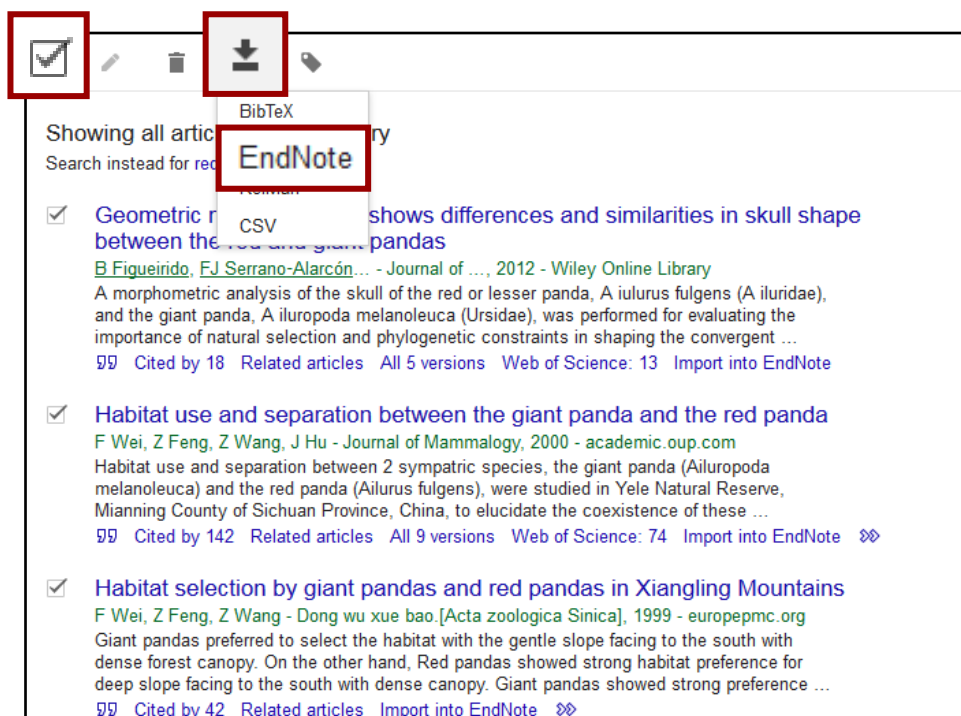 BibTeX
Showing all artic ry
EndNote
Search instead for red
RefMan
CSV
Geometric shows differences and similarities in skull shape
between the red and giant pandas
B Figueirido, FJ Serrano-Alarcón... - Journal of ..., 2012 - Wiley Online Library
A morphometric analysis of the skull of the red or lesser panda, A iulurus fulgens (A iluridae),
and the giant panda, A iluropoda melanoleuca (Ursidae), was performed for evaluating the
importance of natural selection and phylogenetic constraints in shaping the convergent ...
Cited by 18 Related articles All 5 versions Web of Science: 13 Import into EndNote
Habitat use and separation between the giant panda and the red panda
F Wei, Z Feng, Z Wang, J Hu - Journal of Mammalogy, 2000 - academic.oup.com
Habitat use and separation between 2 sympatric species, the giant panda (Ailuropoda
melanoleuca) and the red panda (Ailurus fulgens), were studied in Yele Natural Reserve,
Mianning County of Sichuan Province, China, to elucidate the coexistence of these ...
Cited by 142 Related articles All 9 versions Web of Science: 74 Import into EndNote
Habitat selection by giant pandas and red pandas in Xiangling Mountains
F Wei, Z Feng, Z Wang - Dong wu xue bao.[Acta zoologica Sinica], 1999 - europepmc.org
Giant pandas preferred to select the habitat with the gentle slope facing to the south with
dense forest canopy. On the other hand, Red pandas showed strong habitat preference for
deep slope facing to the south with dense canopy. Giant pandas showed strong preference ...
Cited by 42 Related articles Import into EndNote